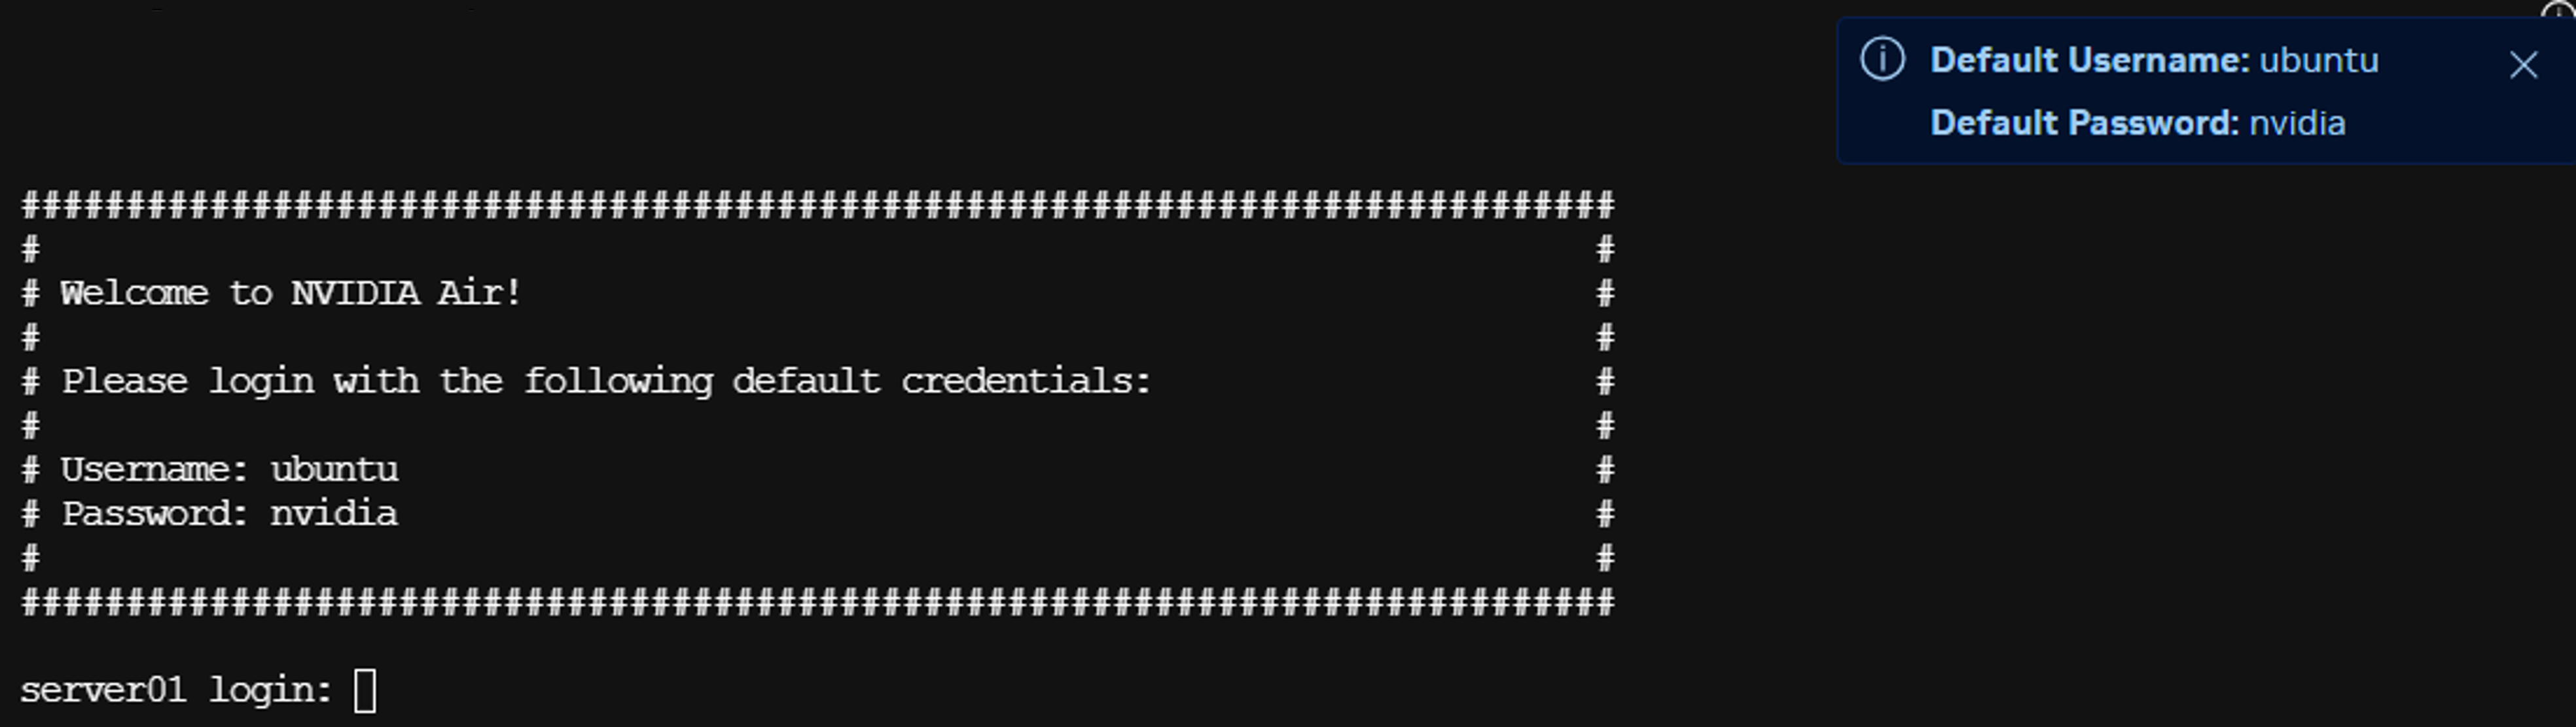 Default Username: ubuntu
Default Password: nvidia
############################################################################
# #
# Welcome to NVIDIA Air! #
# #
# Please login with the following default credentials: #
# #
# Username: ubuntu #
# Password: nvidia #
# #
############################################################################
server01 login: